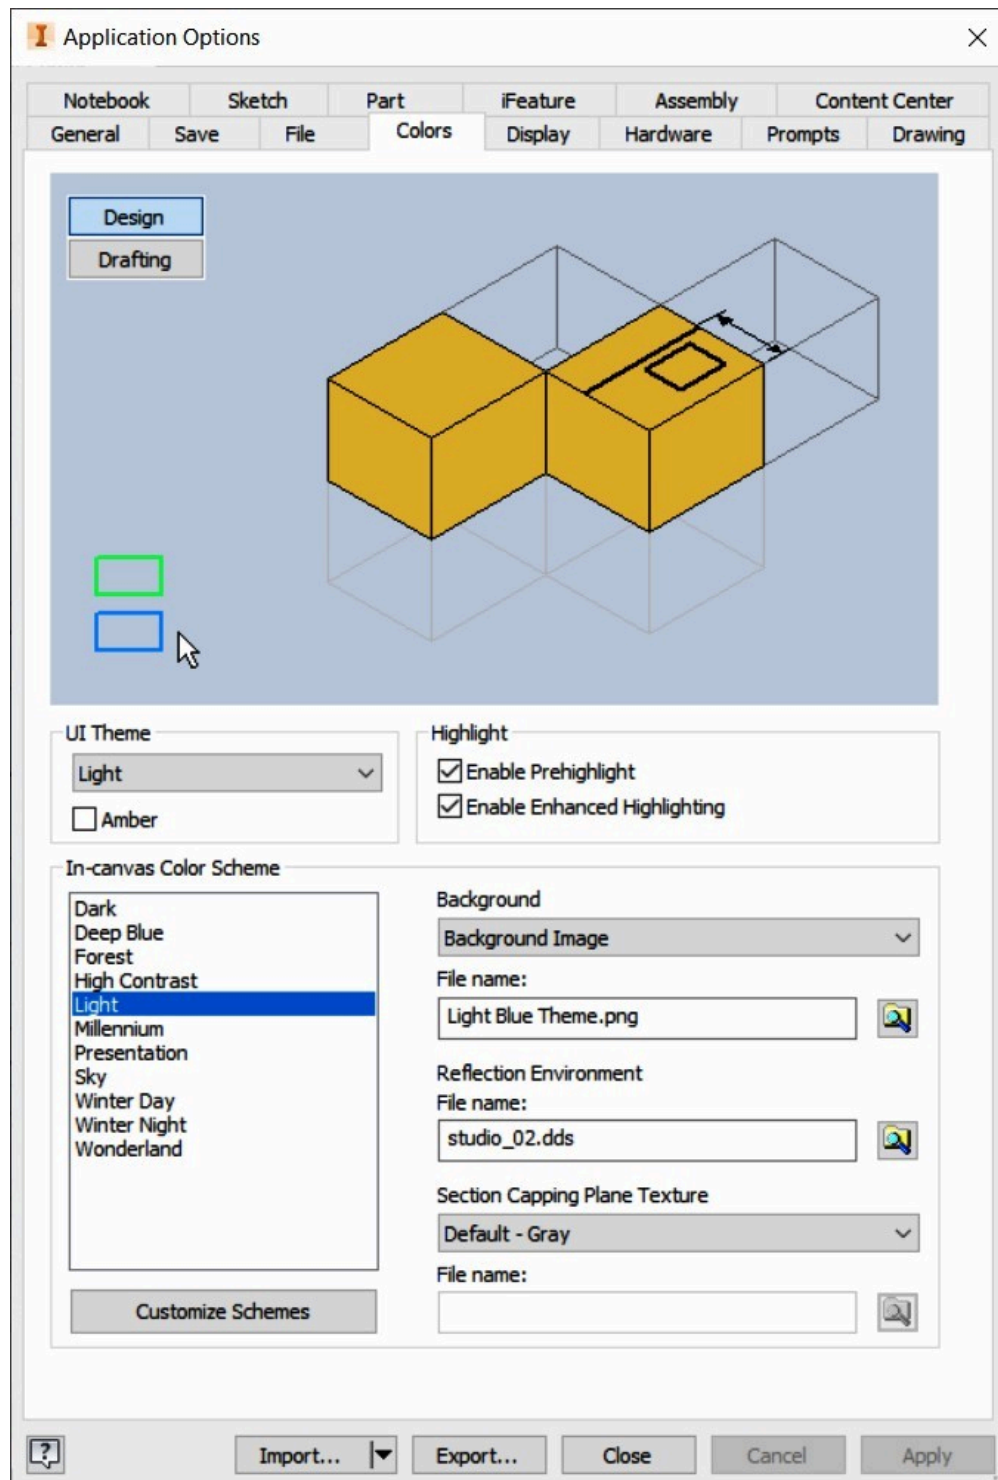 Application Options
Notebook Sketch Part iFeature Assembly Content Center
General Save File Colors Display Hardware Prompts Drawing
Design
Drafting
UI Theme
Light
Amber
Highlight
Enable Prehighlight
Enable Enhanced Highlighting
In-canvas Color Scheme
Dark
Deep Blue
Forest
High Contrast
Light
Millennium
Presentation
Sky
Winter Day
Winter Night
Wonderland
Customize Schemes
Background
Background Image
File name:
Light Blue Theme.png
Reflection Environment
File name:
studio_02.dds
Section Capping Plane Texture
Default - Gray
File name:
Import... Export... Close Cancel Apply